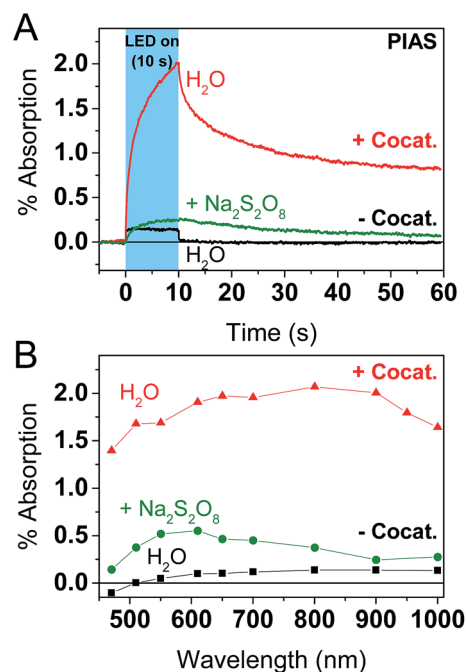 A
LED on
(10 s)
PIAS
H₂O
+ Cocat.
+ Na₂S₂O₈
- Cocat.
H₂O
% Absorption
2.0
1.5
1.0
0.5
0.0
0 10 20 30 40 50 60
Time (s)
B
H₂O
+ Cocat.
+ Na₂S₂O₈
- Cocat.
H₂O
% Absorption
2.0
1.5
1.0
0.5
0.0
500 600 700 800 900 1000
Wavelength (nm)